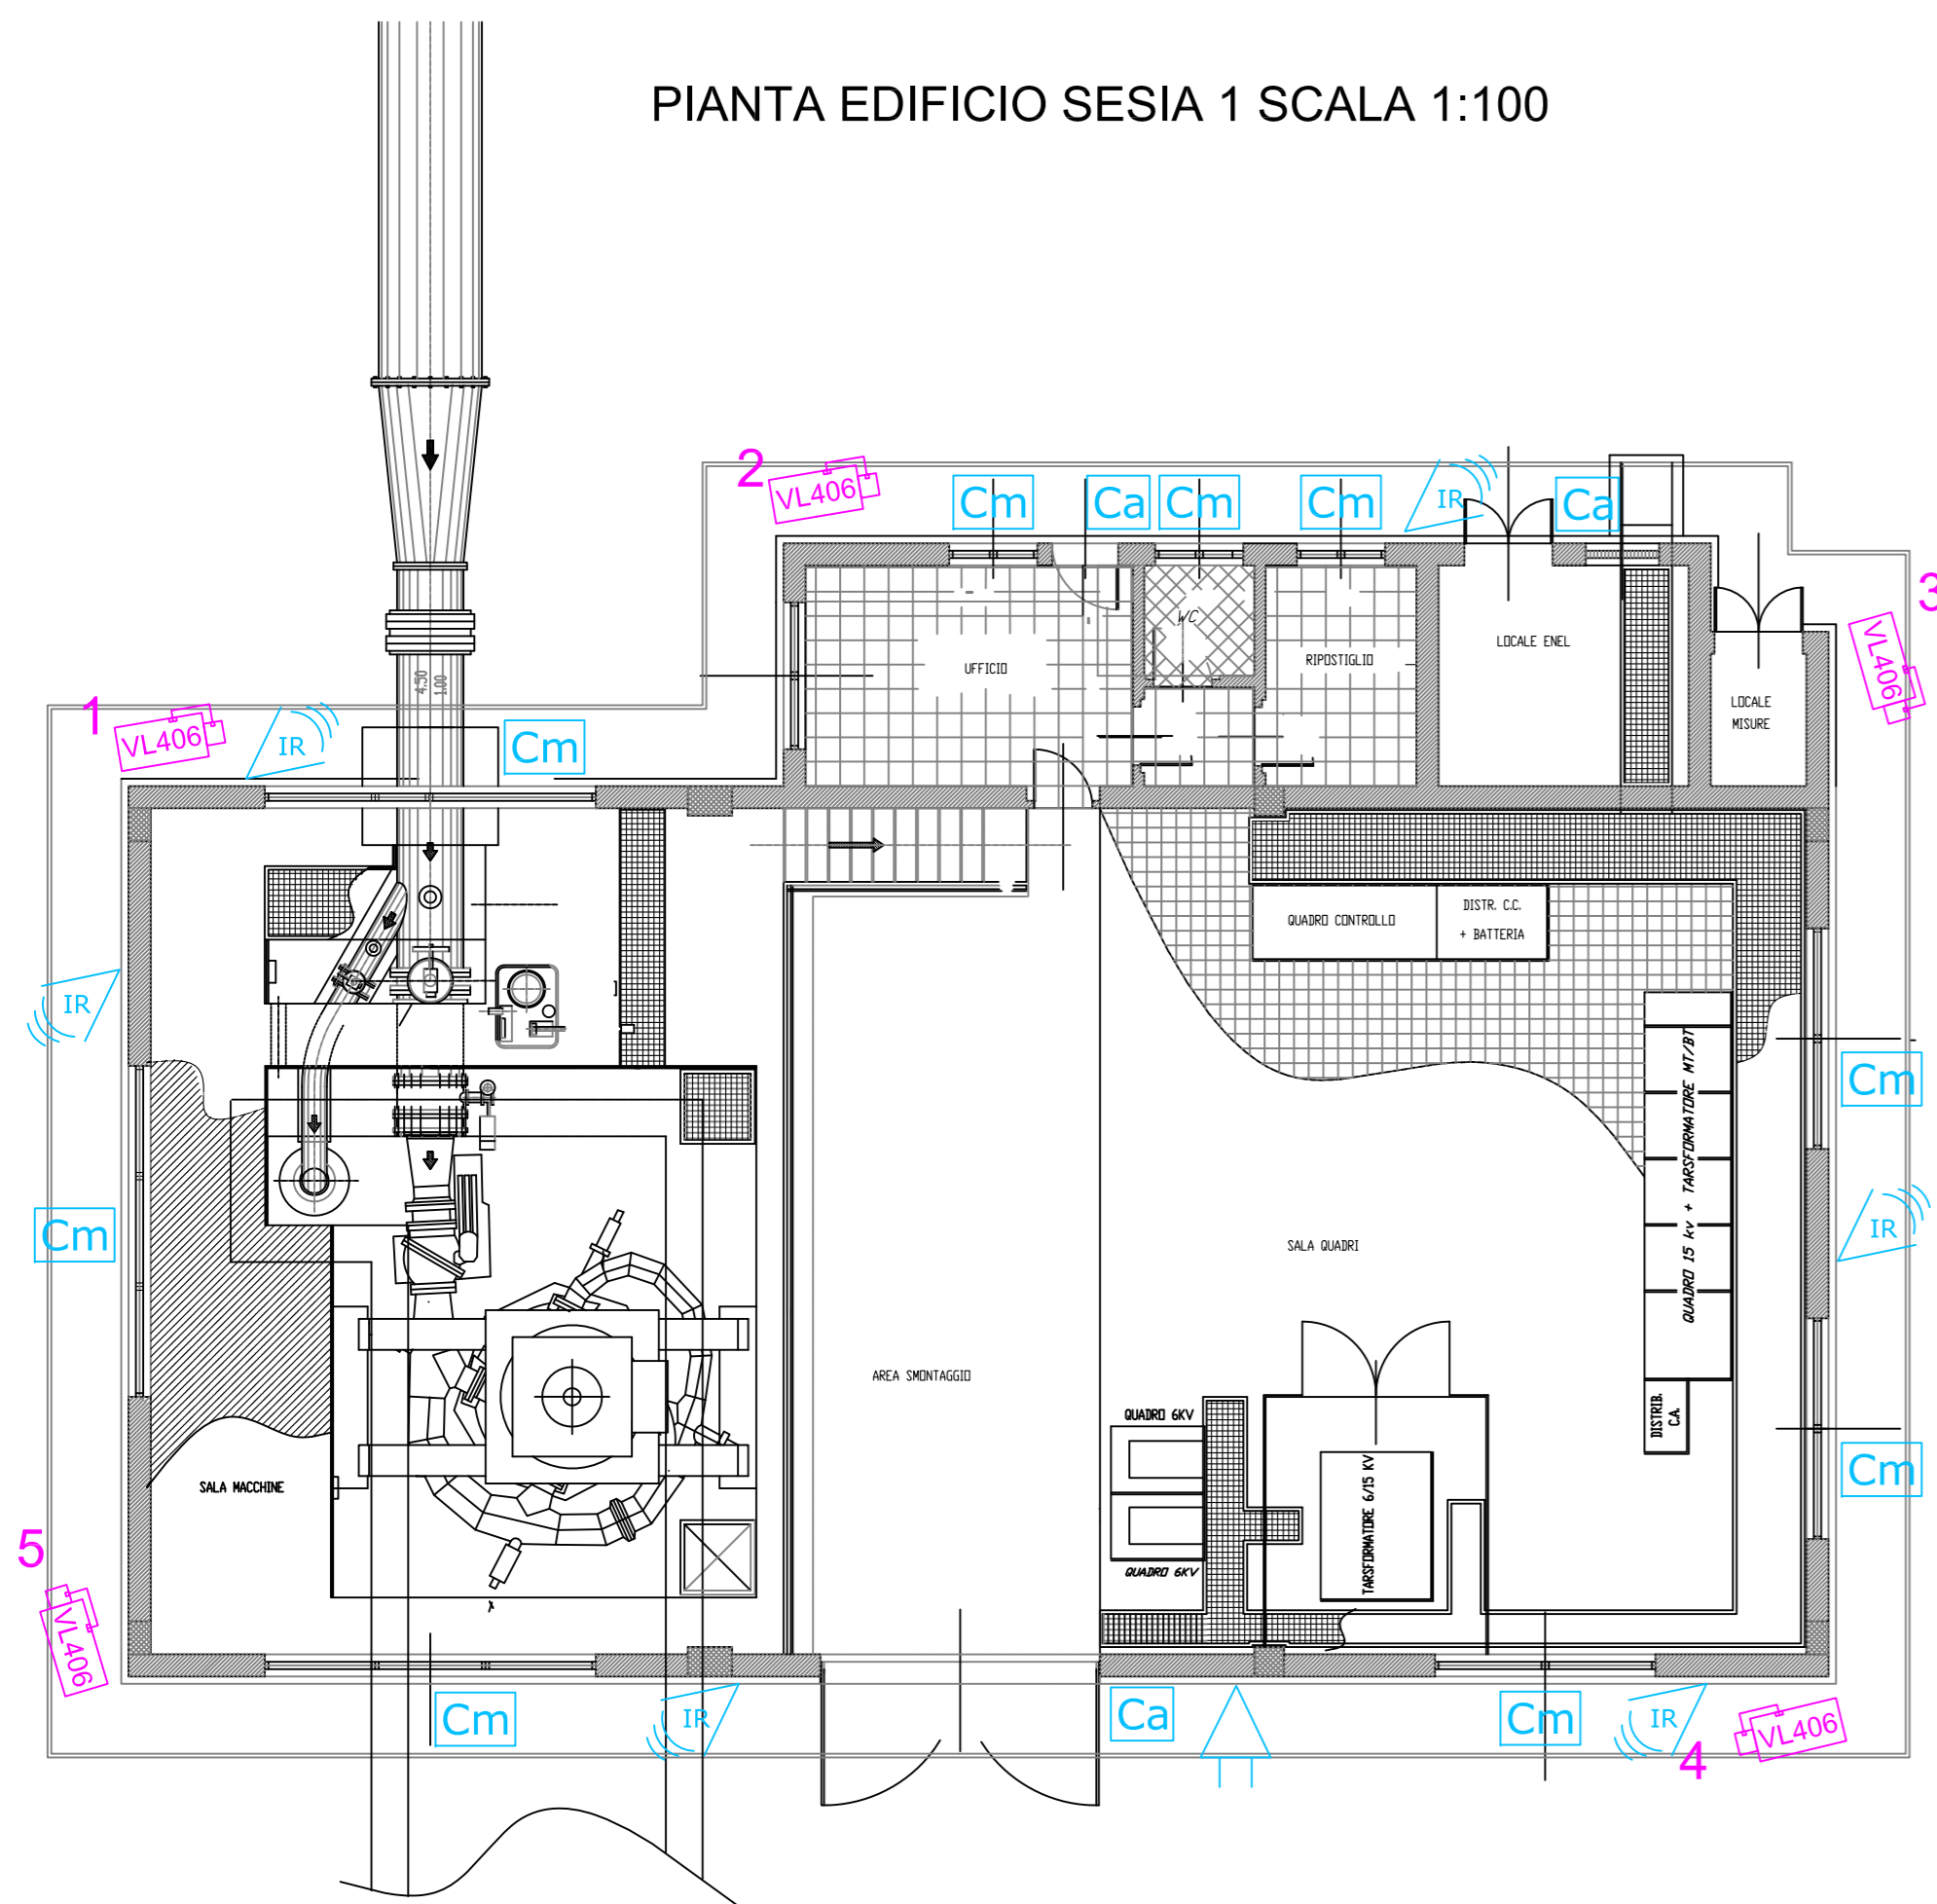 PIANTA EDIFICIO SESIA 1 SCALA 1:100
2
VL406
Cm
Ca
Cm
Cm
IR
Ca
3
VL406
WC
UFFICIO
RIPOSTIGLIO
LOCALE ENEL
LOCALE
MISURE
4.50
1.00
1
VL406
IR
Cm
QUADRO CONTROLLO
DISTR. C.C.
+ BATTERIA
IR
QUADRO 15 kv + TARSFORMATORE MT/BT
Cm
Cm
IR
SALA QUADRI
AREA SMONTAGGIO
QUADRO 6KV
DISTRIB.
C.A.
Cm
SALA MACCHINE
TARSFORMATORE 6/15 KV
QUADRO 6KV
5
VL406
Cm
IR
Ca
Cm
IR
VL406
4